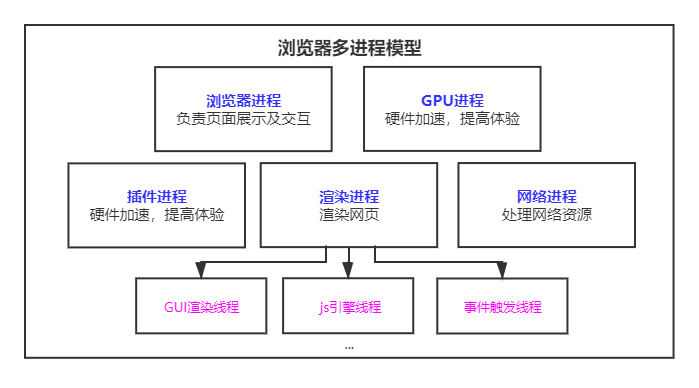 浏览器多进程模型
浏览器进程
负责页面展示及交互
GPU进程
硬件加速，提高体验
插件进程
硬件加速，提高体验
渲染进程
渲染网页
网络进程
处理网络资源
GUI渲染线程
js引擎线程
事件触发线程
...